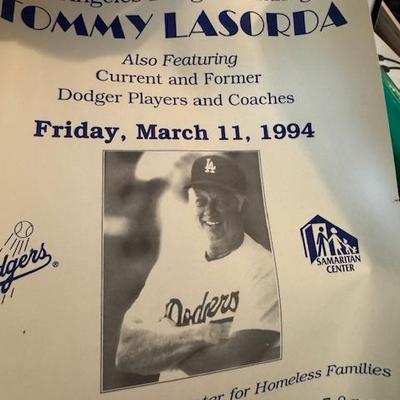 TOMMY LASORDA
Also Featuring
Current and Former
Dodger Players and Coaches
Friday, March 11, 1994
LA
Dodgers
dgers®
SAMARITAN
CENTER
for Homeless Families